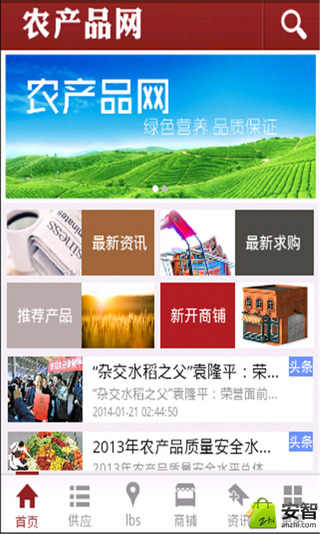 农产品网
农产品网
绿色营养 品质保证
最新资讯
最新求购
推荐产品
新开商铺
“杂交水稻之父”袁隆平：荣...
头条
“杂交水稻之父”袁隆平：荣誉面前...
2014-01-21 02:44:50
2013年农产品质量安全水...
头条
2013年农产品质量安全水平总体
首页
供应
lbs
商铺
资讯
安智
anzhi.com